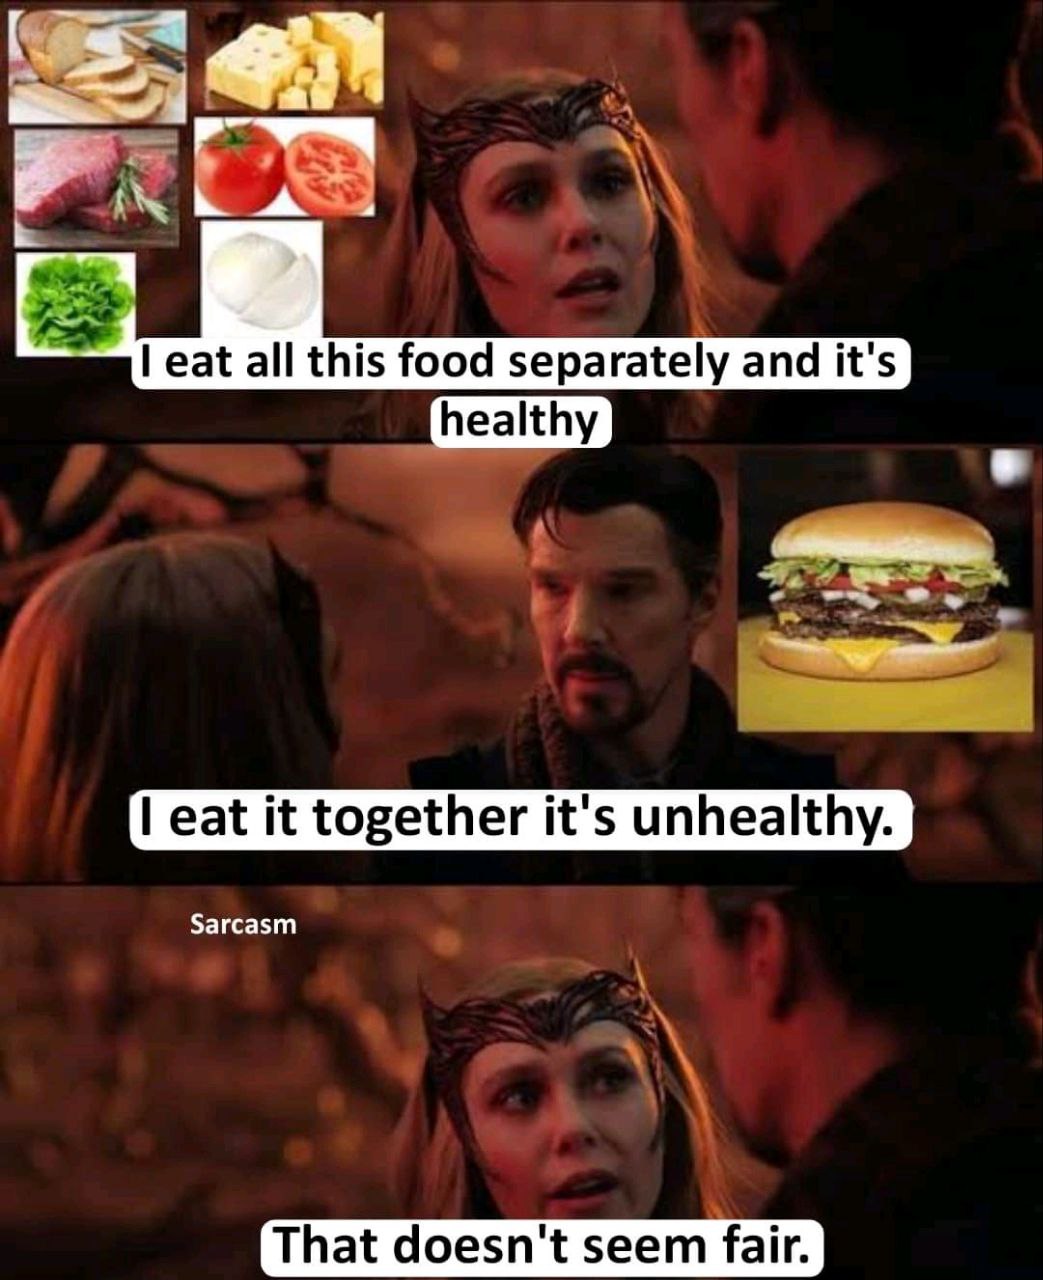 I eat all this food separately and it's
healthy
I eat it together it's unhealthy.
Sarcasm
That doesn't seem fair.